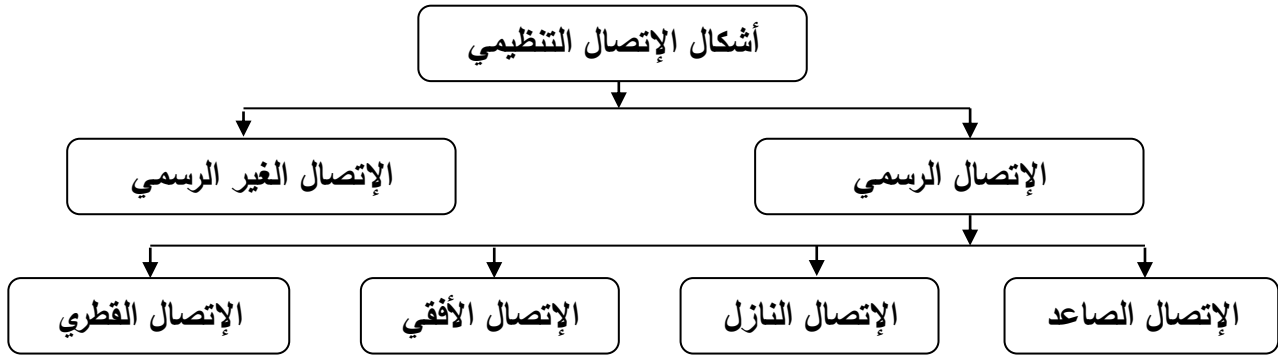 أشكال الإتصال التنظيمي
الإتصال الرسمي
الإتصال الغير الرسمي
الإتصال الصاعد
الإتصال النازل
الإتصال الأفقي
الإتصال القطري